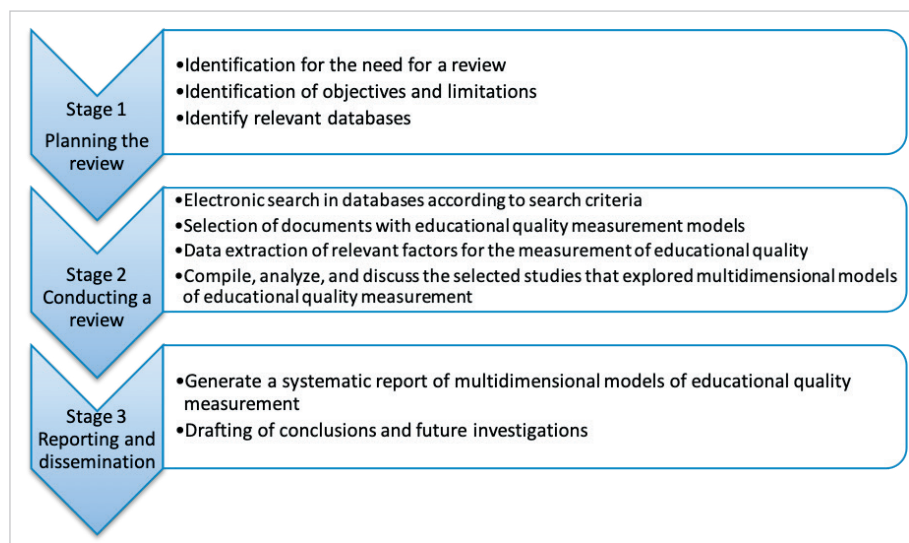 Stage 1
Planning the
review
•Identification for the need for a review
•Identification of objectives and limitations
•Identify relevant databases
Stage 2
Conducting a
review
•Electronic search in databases according to search criteria
•Selection of documents with educational quality measurement models
•Data extraction of relevant factors for the measurement of educational quality
•Compile, analyze, and discuss the selected studies that explored multidimensional models
of educational quality measurement
Stage 3
Reporting and
dissemination
•Generate a systematic report of multidimensional models of educational quality
measurement
•Drafting of conclusions and future investigations